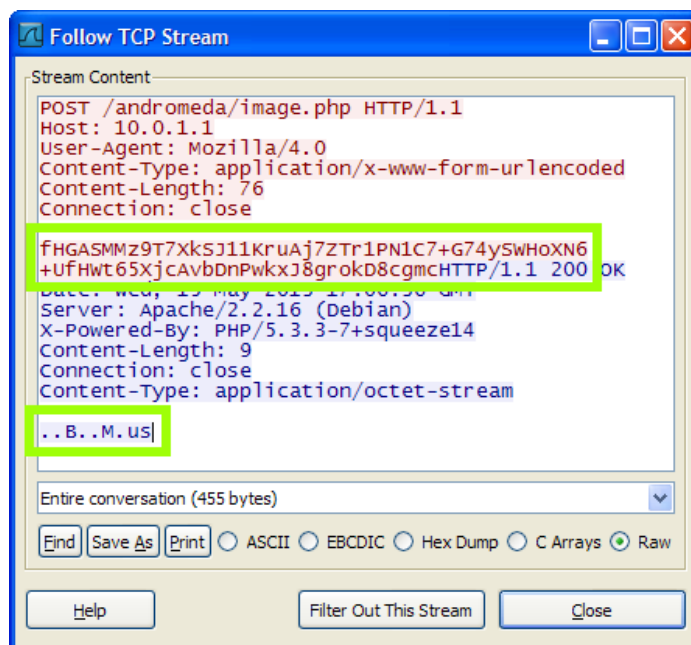 Follow TCP Stream
Stream Content
POST /andromeda/image.php HTTP/1.1
Host: 10.0.1.1
User-Agent: Mozilla/4.0
Content-Type: application/x-www-form-urlencoded
Content-Length: 76
Connection: close
fHGASMMz9T7XkSJ11KruAj7ZTr1PN1C7+G74ySWHoXN6
+UfHWt65XjcAvbDnPwkxJ8grokD8cgmcHTTP/1.1 200 OK
Date: Wed, May GMT
Server: Apache/2.2.16 (Debian)
X-Powered-By: PHP/5.3.3-7+squeeze14
Content-Length: 9
Connection: close
Content-Type: application/octet-stream
..B..M.us
Entire conversation (455 bytes)
Find Save As Print ASCII EBCDIC Hex Dump C Arrays Raw
Help Filter Out This Stream Close